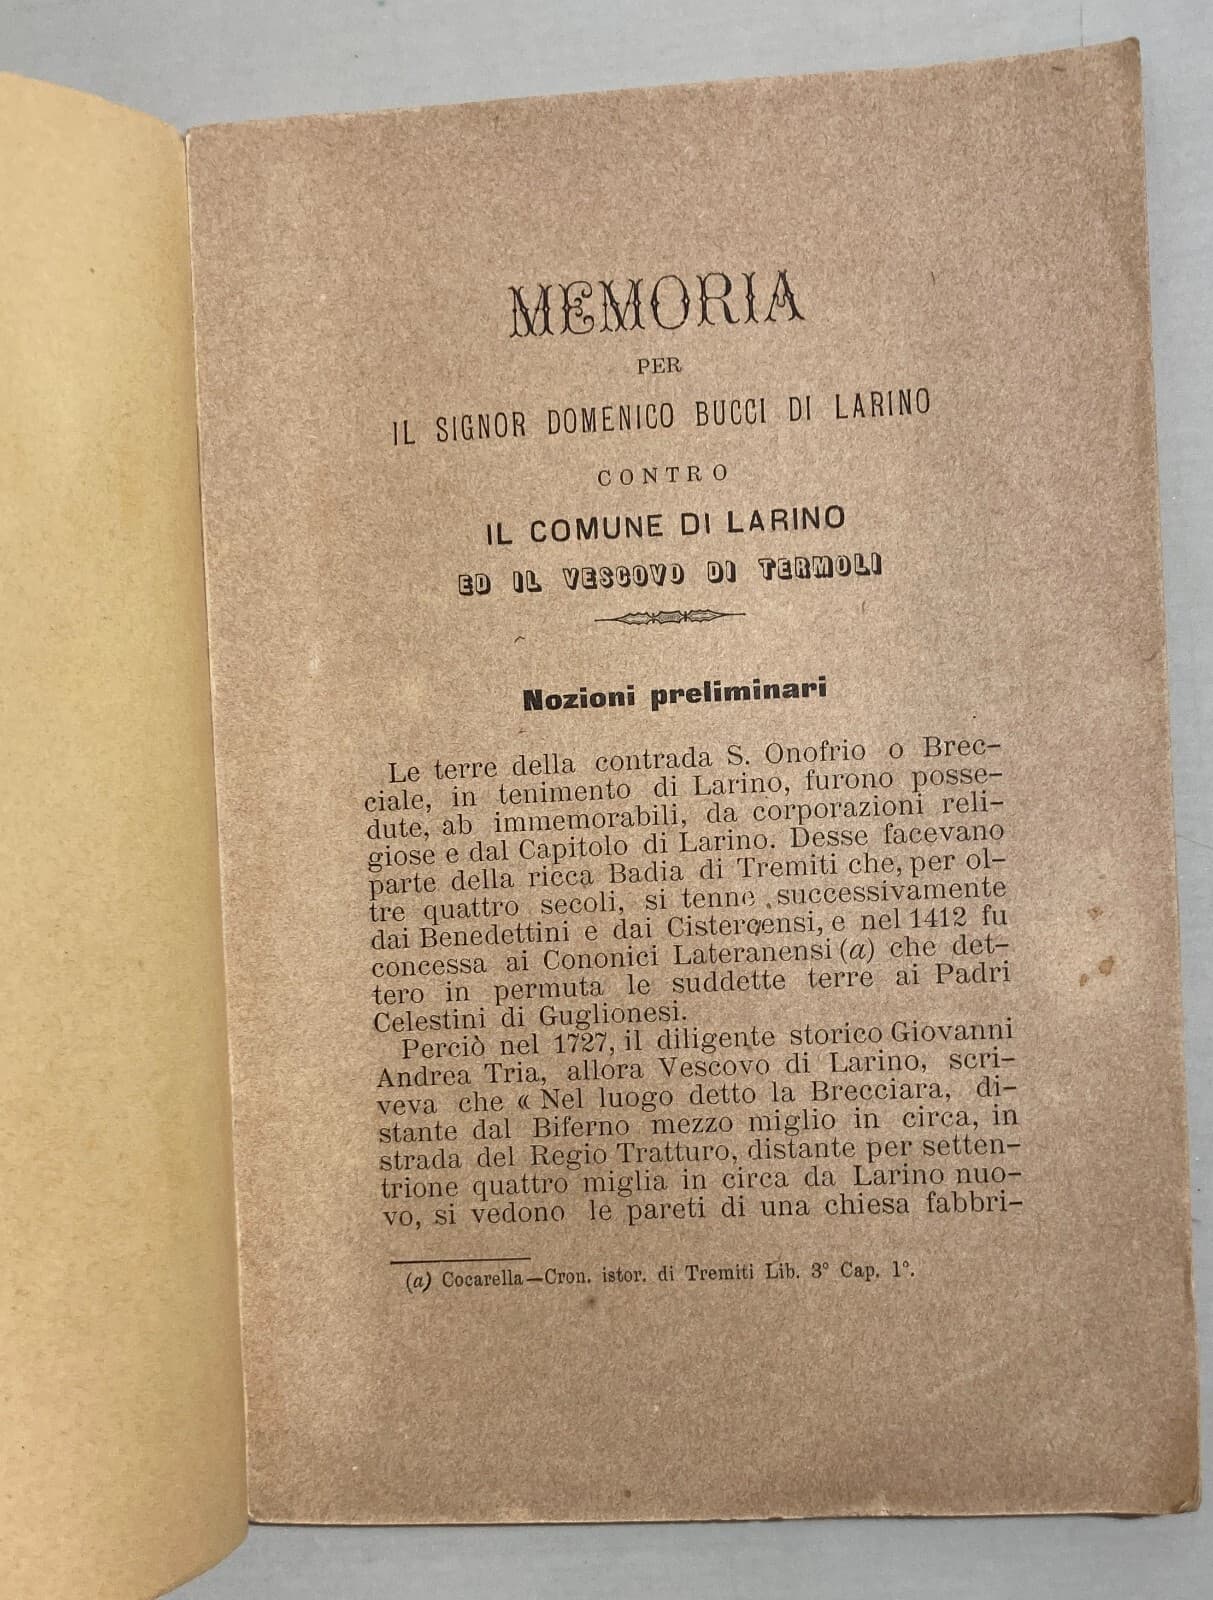 MEMORIA
PER
IL SIGNOR DOMENICO BUCCI DI LARINO
CONTRO
IL COMUNE DI LARINO
ED IL VESCOVO DI TERMOLI
Nozioni preliminari
Le terre della contrada S. Onofrio o Brec-
ciale, in tenimento di Larino, furono posse-
dute, ab immemorabili, da corporazioni reli-
giose e dal Capitolo di Larino. Desse facevano
parte della ricca Badia di Tremiti che, per ol-
tre quattro secoli, si tenne successivamente
dai Benedettini e dai Cistercensi, e nel 1412 fu
concessa ai Cononici Lateranensi (a) che det-
tero in permuta le suddette terre ai Padri
Celestini di Guglionesi.
Perciò nel 1727, il diligente storico Giovanni
Andrea Tria, allora Vescovo di Larino, scri-
veva che « Nel luogo detto la Brecciara, di-
stante dal Biferno mezzo miglio in circa, in
strada del Regio Tratturo, distante per setten-
trione quattro miglia in circa da Larino nuo-
vo, si vedono le pareti di una chiesa fabbri-
(a) Cocarella—Cron. istor. di Tremiti Lib. 3° Cap. 1°.